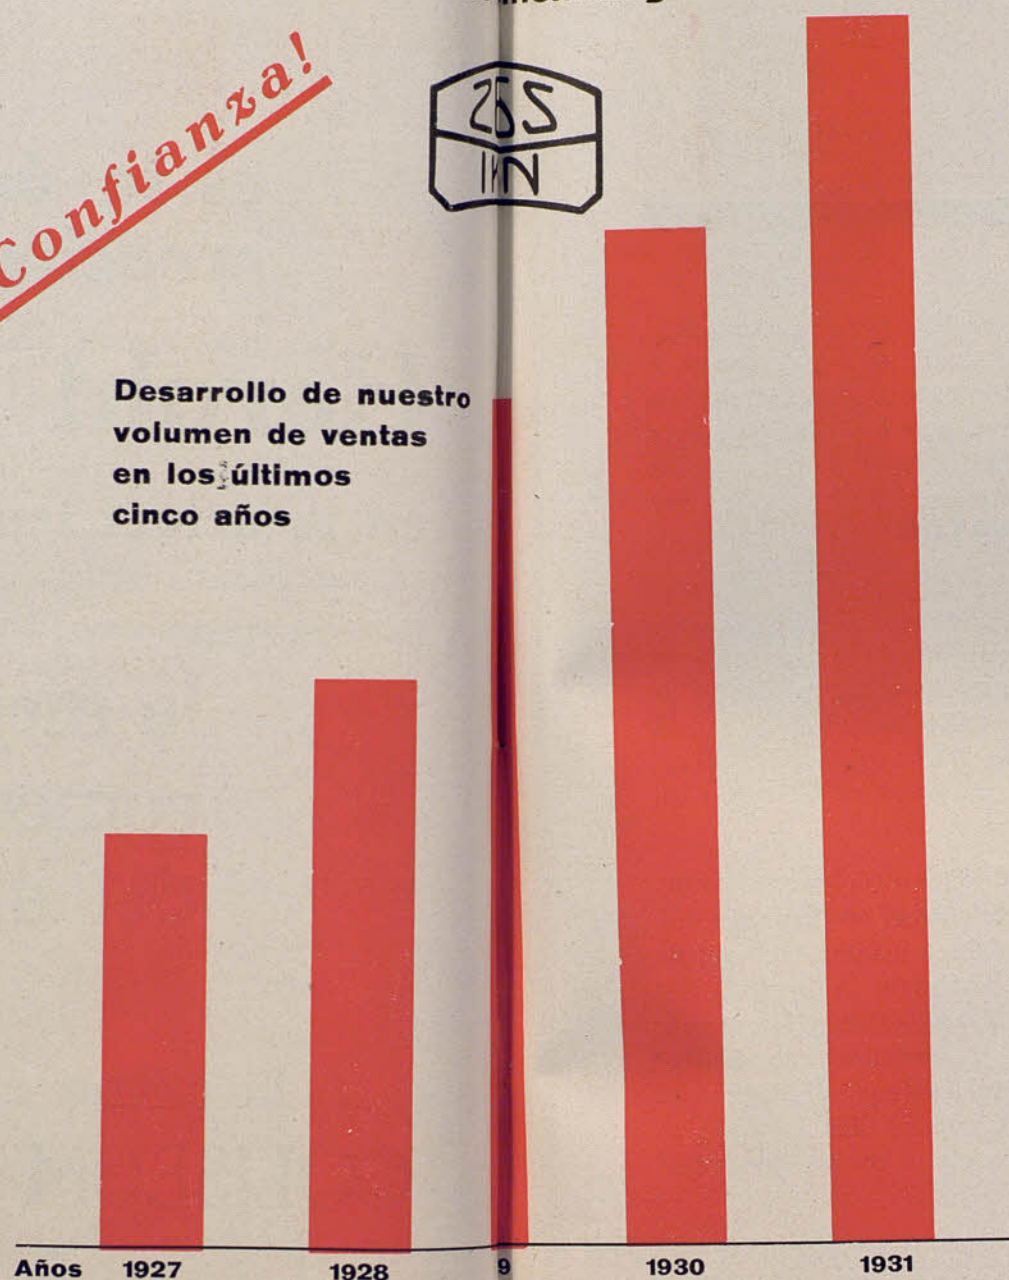 Confianza!
Desarrollo de nuestro
volumen de ventas
en los últimos
cinco años
Años 1927 1928 9 1930 1931